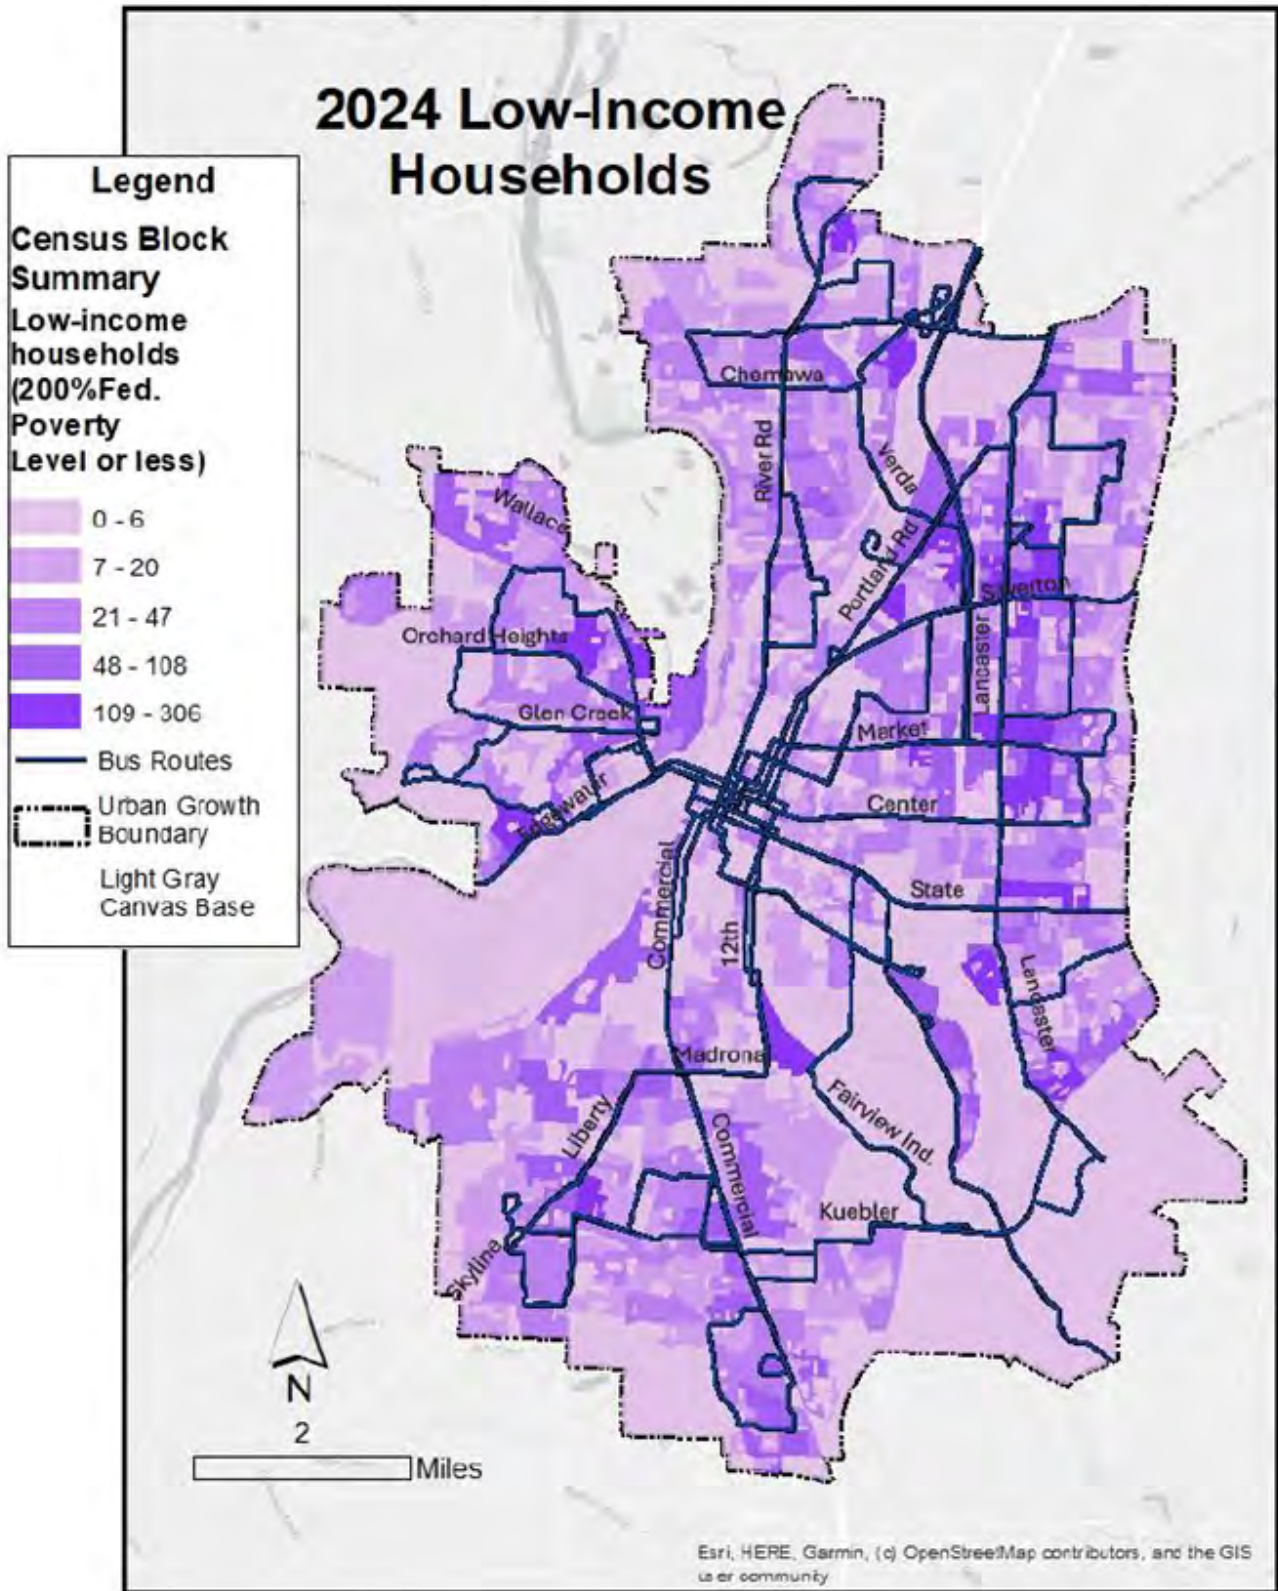 2024 Low-Income
Households
Legend
Census Block
Summary
Low-income
households
(200%Fed.
Poverty
Level or less)
0 - 6
7 - 20
21 - 47
48 - 108
109 - 306
Bus Routes
Urban Growth
Boundary
Light Gray
Canvas Base
Chemawa
River Rd
Verda
Wallace
Portland Rd
Silverton
Orchard Heights
Lancaster
Glen Creek
Market
Edgewater
Center
Commercial
State
12th
Lancaster
Madrona
Fairview Ind.
Liberty
Commercial
Kuebler
Skyline
N
2
Miles
Esri, HERE, Garmin, (c) OpenStreetMap contributors, and the GIS
user community